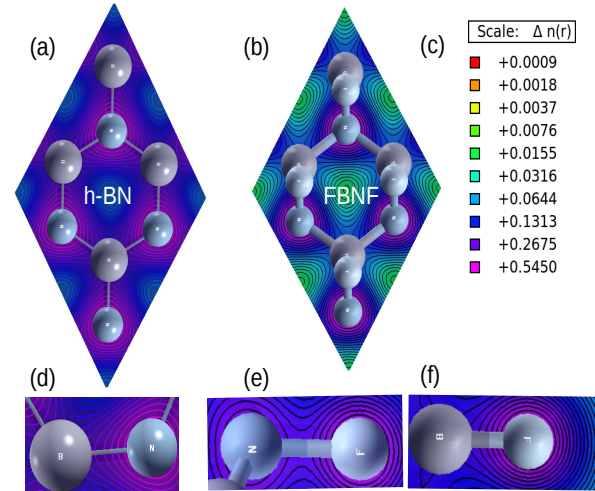 (a)
(b)
(c)
Scale: Δ n(r)
+0.0009
+0.0018
+0.0037
+0.0076
+0.0155
+0.0316
+0.0644
+0.1313
+0.2675
+0.5450
B
N
B
B
h-BN
N
N
B
N
N
FBNF
N
N
N
(d)
(e)
(f)
B
N
N
F
B
F